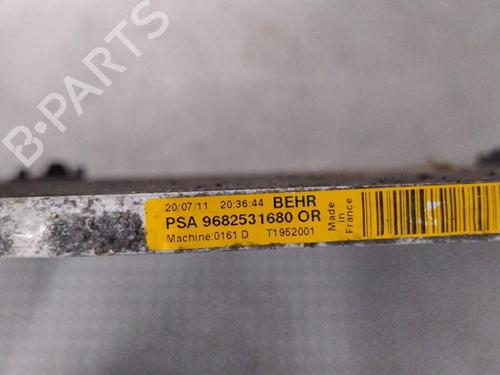 B-PARTS
20/07/11 20:36:44 BEHR
PSA 9682531680 OR
Machine:0161 D T1952001
Made
in
France